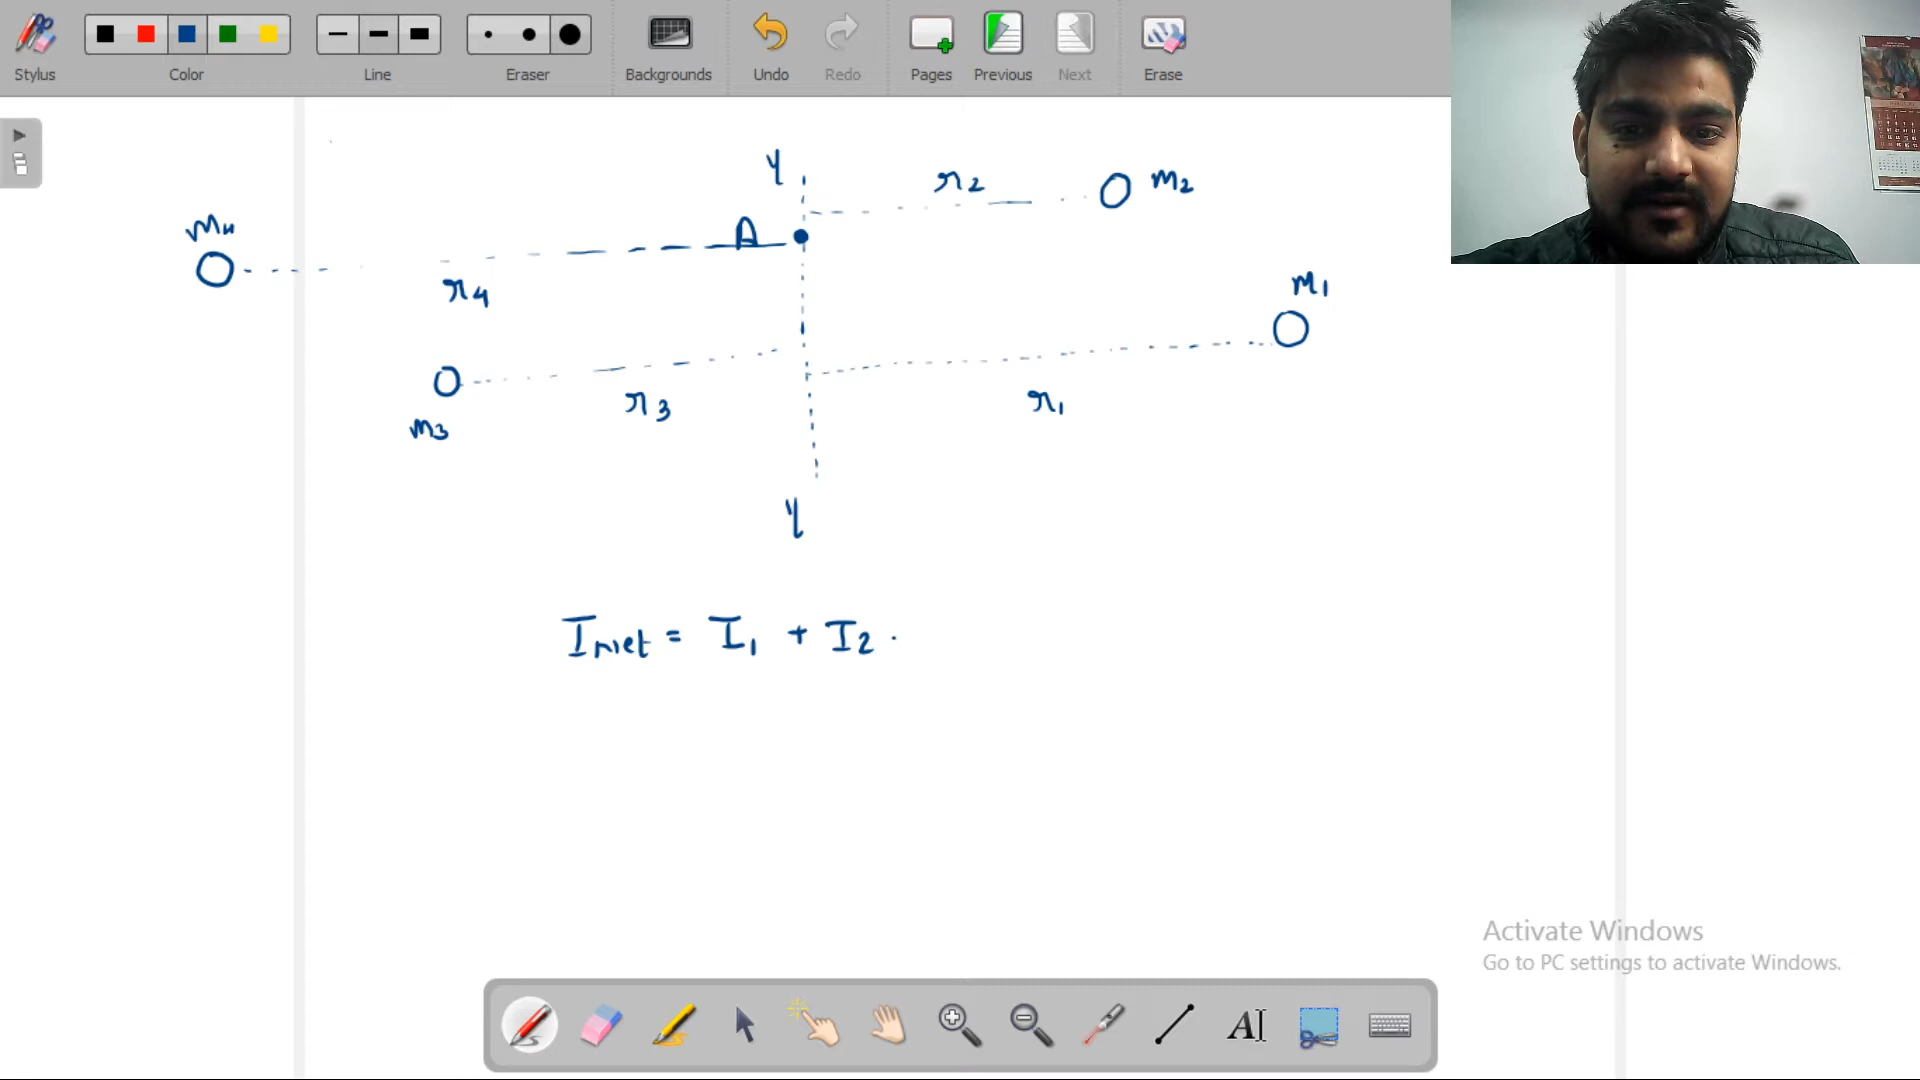 Stylus Color Line Eraser Backgrounds Undo Redo Pages Previous Next Erase
Y
r2 m2
m4 A
r4 m1
r3 r1
m3
Y
Inet = I1 + I2 .
Activate Windows
Go to PC settings to activate Windows.
AI